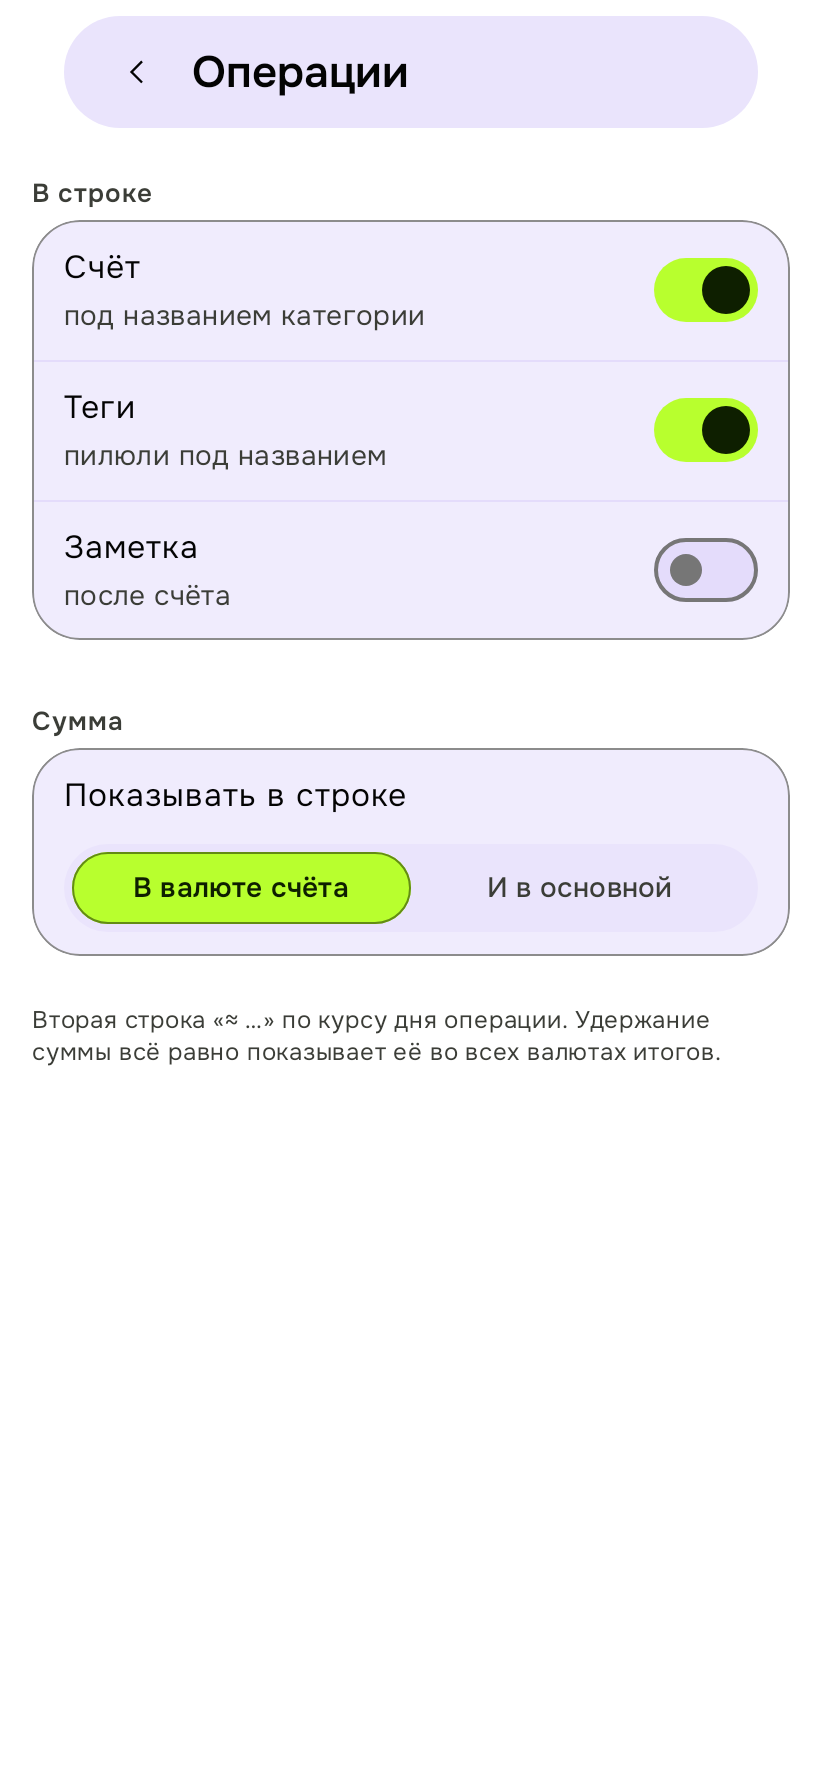 Операции
В строке
Счёт
под названием категории
Теги
пилюли под названием
Заметка
после счёта
Сумма
Показывать в строке
В валюте счёта
И в основной
Вторая строка «≈ …» по курсу дня операции. Удержание
суммы всё равно показывает её во всех валютах итогов.